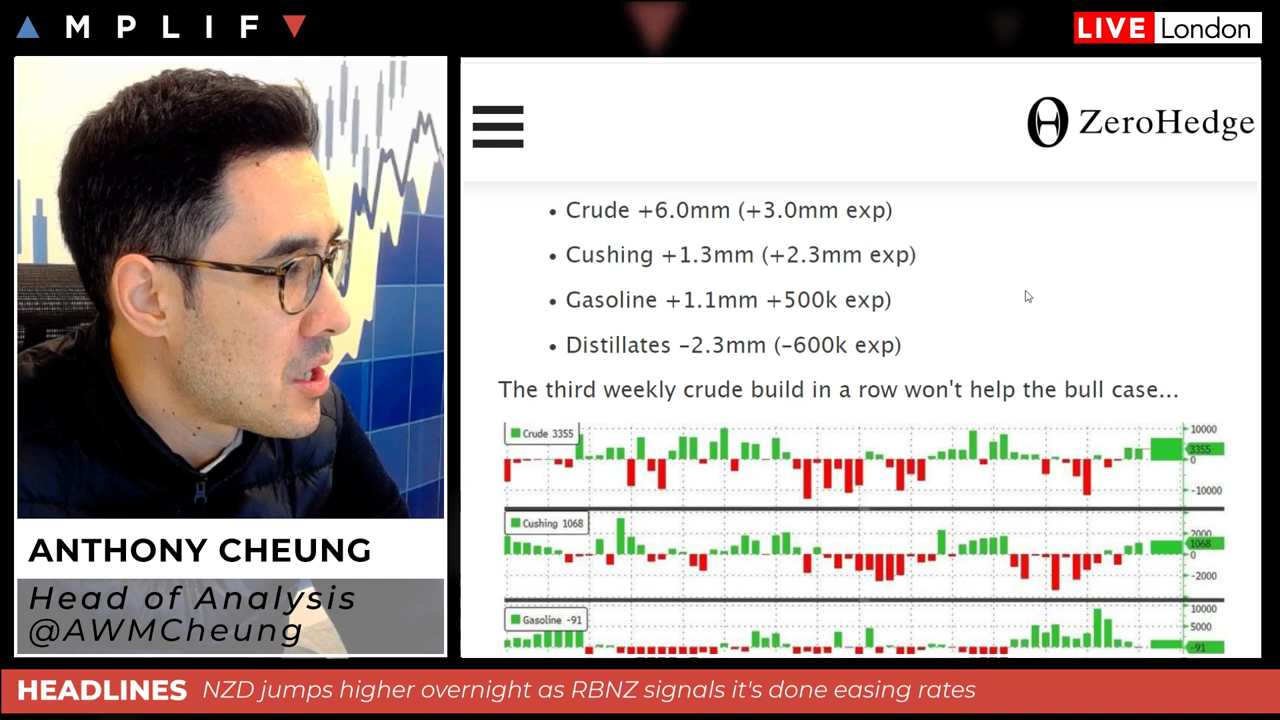 AMPLIFY
LIVE London
ZeroHedge
• Crude +6.0mm (+3.0mm exp)
• Cushing +1.3mm (+2.3mm exp)
• Gasoline +1.1mm +500k exp)
• Distillates -2.3mm (-600k exp)
The third weekly crude build in a row won't help the bull case...
Crude 3355
10000
3355
0
-10000
Cushing 1068
2000
1068
0
-2000
Gasoline -91
10000
5000
-91
ANTHONY CHEUNG
Head of Analysis
@AWMCheung
HEADLINES NZD jumps higher overnight as RBNZ signals it's done easing rates